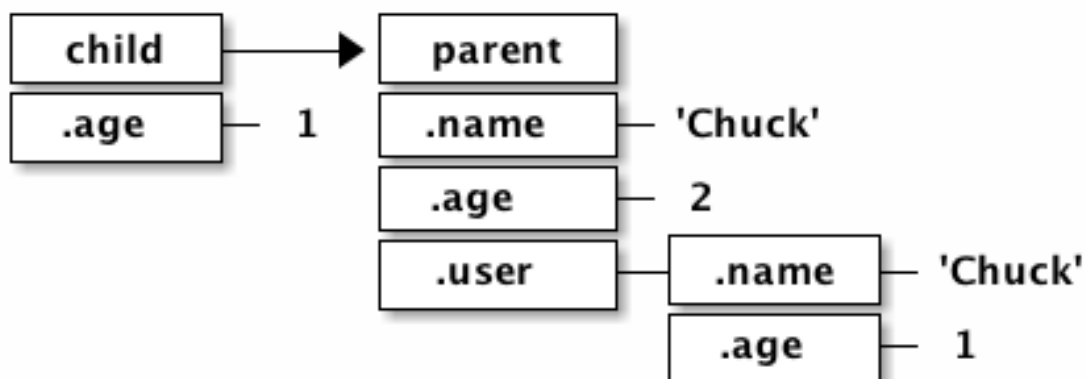 child parent
.age 1 .name 'Chuck'
.age 2
.user .name 'Chuck'
.age 1